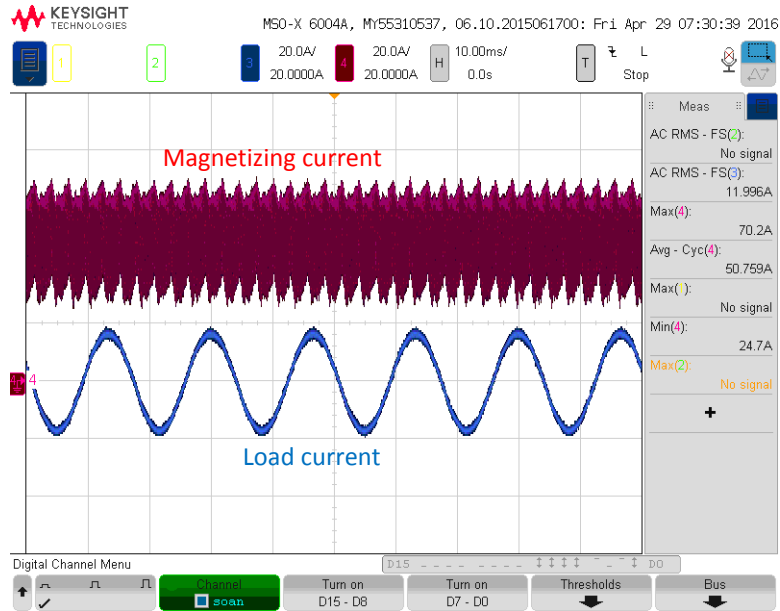 KEYSIGHT
TECHNOLOGIES
MSO-X 6004A, MY55310537, 06.10.2015061700: Fri Apr 29 07:30:39 2016
1 2 3 20.0A/ 4 20.0A/ H 10.00ms/ T L
20.0000A 20.0000A 0.0s Stop
Meas
Magnetizing current
AC RMS - FS(2):
No signal
AC RMS - FS(3):
11.996A
Max(4):
70.2A
Avg - Cyc(4):
50.759A
Max( ):
No signal
Min(4):
24.7A
Max(2):
No signal
+
4 4
Load current
Digital Channel Menu
D15 D0
Channel
soan
Turn on
D15 - D8
Turn on
D7 - D0
Thresholds
Bus